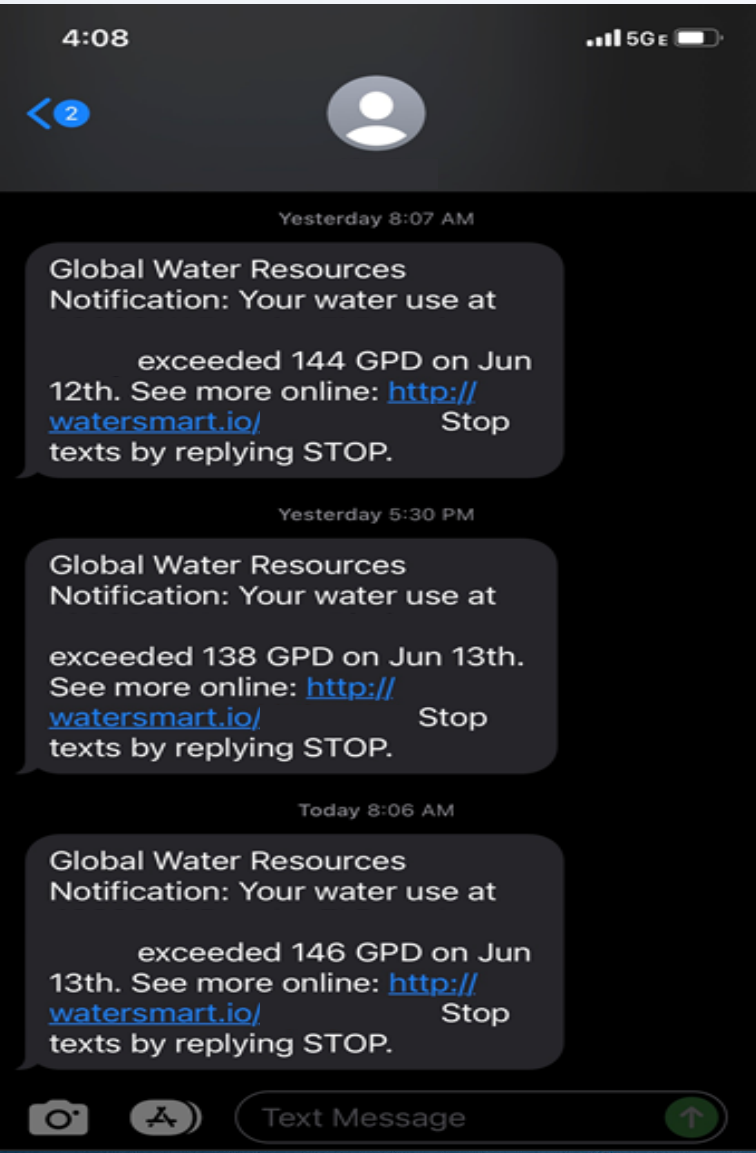 4:08
5GE
2
Yesterday 8:07 AM
Global Water Resources
Notification: Your water use at
exceeded 144 GPD on Jun
12th. See more online: http://
watersmart.io/ Stop
texts by replying STOP.
Yesterday 5:30 PM
Global Water Resources
Notification: Your water use at
exceeded 138 GPD on Jun 13th.
See more online: http://
watersmart.io/ Stop
texts by replying STOP.
Today 8:06 AM
Global Water Resources
Notification: Your water use at
exceeded 146 GPD on Jun
13th. See more online: http://
watersmart.io/ Stop
texts by replying STOP.
Text Message